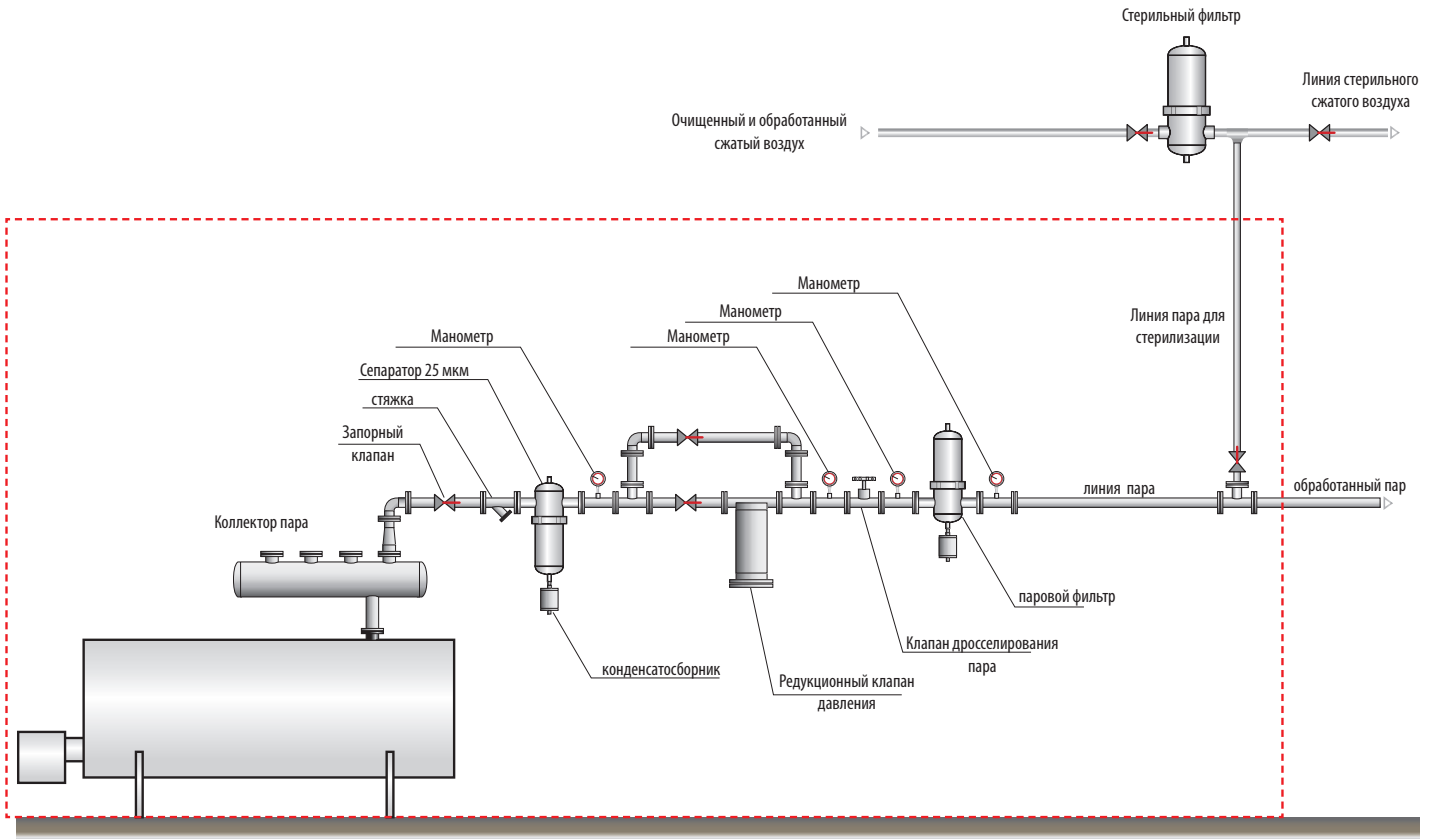 Стерильный фильтр
Линия стерильного
сжатого воздуха
Очищенный и обработанный
сжатый воздух
Манометр
Манометр
Линия пара для
стерилизации
Манометр
Манометр
Сепаратор 25 мкм
стяжка
Запорный
клапан
линия пара
обработанный пар
Коллектор пара
паровой фильтр
Клапан дросселирования
пара
конденсатосборник
Редукционный клапан
давления